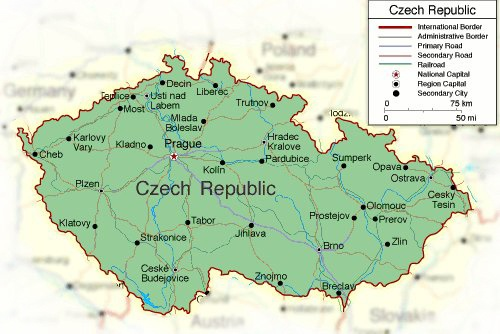 Czech Republic
International Border
Administrative Border
Primary Road
Secondary Road
Railroad
National Capital
Region Capital
Secondary City
0 75 km
0 50 mi
Poland
Germany
Decin
Teplice
Usti nad
Labem
Liberec
Most
Trutnov
Mlada
Boleslav
Karlovy
Vary
Kladno
Prague
Hradec
Kralove
Cheb
Kolin
Pardubice
Sumperk
Opava
Ostrava
Cesky
Tesin
Plzen
Czech Republic
Olomouc
Prostejov
Prerov
Klatovy
Tabor
Jihlava
Strakonice
Brno
Zlin
Ceské
Budejovice
Znojmo
Breclav
Austria
Slovakia